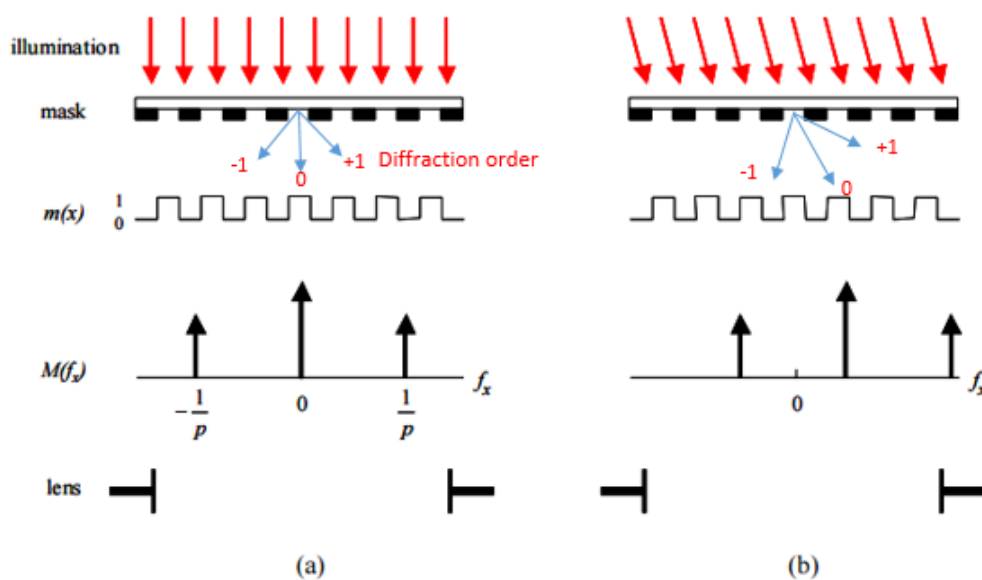 illumination
mask
-1 0 +1 Diffraction order
-1 0 +1
m(x) 1 0
M(fₓ)
-1/p 0 1/p fₓ
0 fₓ
lens
(a) (b)